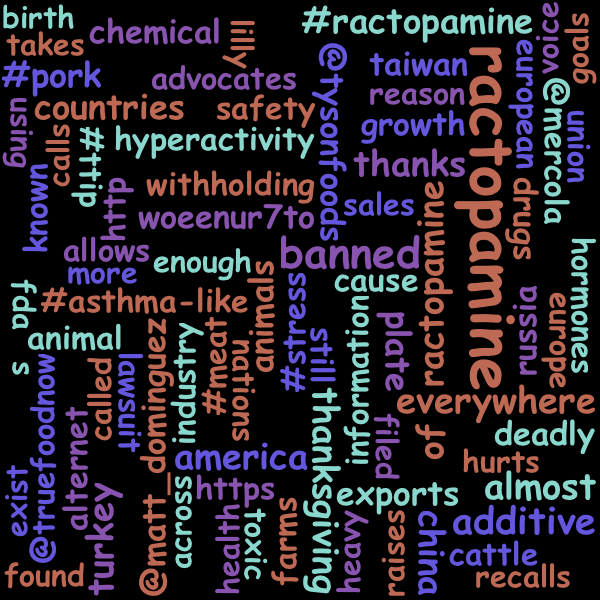 birth
chemical
lilly
#ractopamine
voice
goals
takes
@tysonfoods
taiwan
ractopamine
european
#pork
advocates
reason
@mercola
using
countries
safety
growth
union
calls
#ttip
hyperactivity
known
http
withholding
thanks
drugs
woeenur7to
sales
ractopamine
allows
enough
banned
hormones
more
cause
fda
#asthma-like
animals
#stress
information
plate
russia
europe
animal
#meat
nations
still
s
@truefoodnow
called
lawsuit
@matt_dominguez
industry
thanksgiving
filled
everywhere
alternet
of
deadly
america
hurts
exist
turkey
across
https
exports
almost
health
toxic
farms
heavy
raises
china
additive
cattle
found
recalls